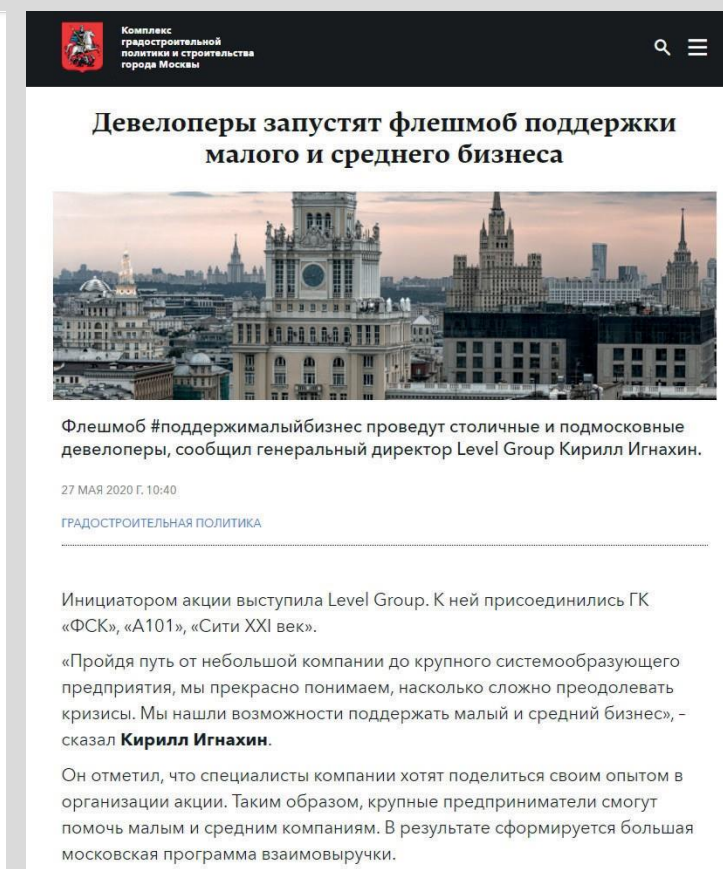 Комплекс
градостроительной
политики и строительства
города Москвы
Девелоперы запустят флешмоб поддержки
малого и среднего бизнеса
Флешмоб #поддержималыйбизнес проведут столичные и подмосковные
девелоперы, сообщил генеральный директор Level Group Кирилл Игнахин.
27 МАЯ 2020 Г. 10:40
ГРАДОСТРОИТЕЛЬНАЯ ПОЛИТИКА
Инициатором акции выступила Level Group. К ней присоединились ГК
«ФСК», «А101», «Сити XXI век».
«Пройдя путь от небольшой компании до крупного системообразующего
предприятия, мы прекрасно понимаем, насколько сложно преодолевать
кризисы. Мы нашли возможности поддержать малый и средний бизнес», –
сказал Кирилл Игнахин.
Он отметил, что специалисты компании хотят поделиться своим опытом в
организации акции. Таким образом, крупные предприниматели смогут
помочь малым и средним компаниям. В результате сформируется большая
московская программа взаимовыручки.